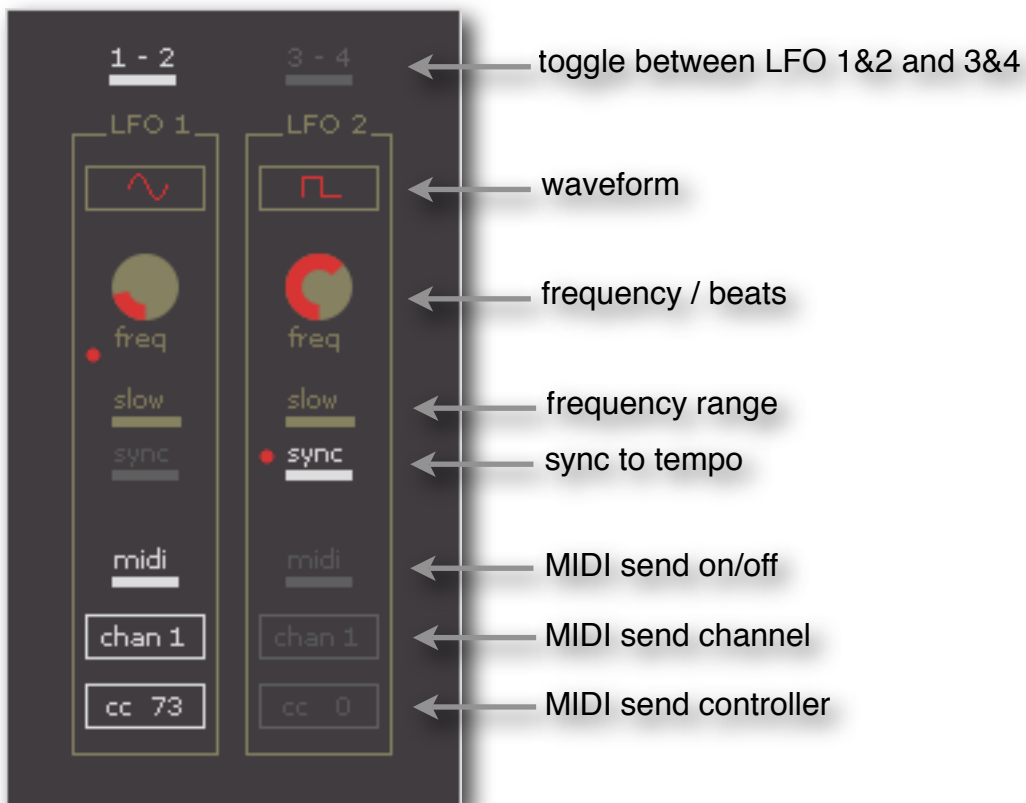 1 - 2 3 - 4 toggle between LFO 1&2 and 3&4
LFO 1 LFO 2
waveform
frequency / beats
freq freq
slow slow frequency range
sync sync sync to tempo
midi midi MIDI send on/off
chan 1 chan 1 MIDI send channel
cc 73 cc 0 MIDI send controller